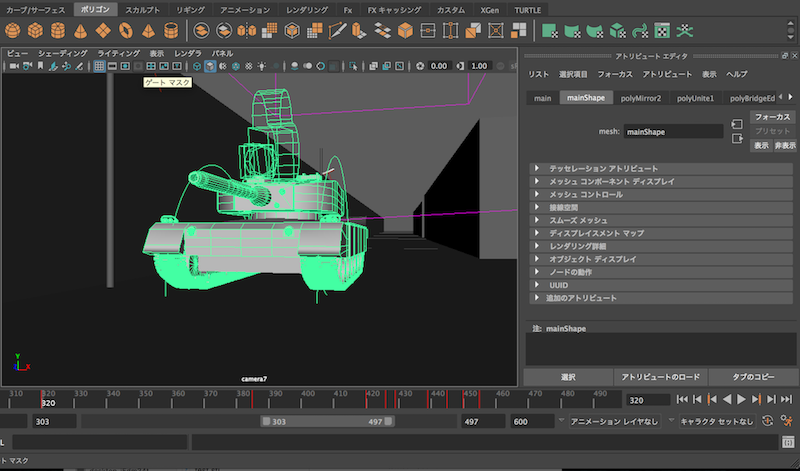 カーブ/サーフェス ポリゴン スカルプト リギング アニメーション レンダリング Fx FX キャッシング カスタム XGen TURTLE
ビュー シェーディング ライティング 表示 レンダラ パネル
0.00 1.00
ゲート マスク
camera7
Y
X
アトリビュート エディタ
リスト 選択項目 フォーカス アトリビュート 表示 ヘルプ
main mainShape polyMirror2 polyUnite1 polyBridgeEd
フォーカス
mesh: mainShape プリセット
表示 非表示
テッセレーション アトリビュート
メッシュ コンポーネント ディスプレイ
メッシュ コントロール
接線空間
スムーズ メッシュ
ディスプレイスメント マップ
レンダリング詳細
オブジェクト ディスプレイ
ノードの動作
UUID
追加のアトリビュート
注: mainShape
選択 アトリビュートのロード タブのコピー
310 320 330 340 350 360 370 380 390 400 410 420 430 440 450 460 470 480 490
320 320
303 303 497 497 600 アニメーション レイヤなし キャラクタ セットなし
ト マスク